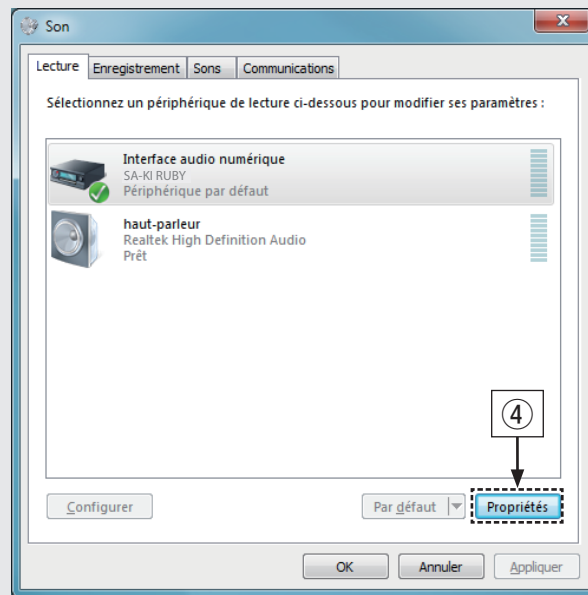 Son
Lecture Enregistrement Sons Communications
Sélectionnez un périphérique de lecture ci-dessous pour modifier ses paramètres :
Interface audio numérique
SA-KI RUBY
Périphérique par défaut
haut-parleur
Realtek High Definition Audio
Prêt
④
Configurer Par défaut Propriétés
OK Annuler Appliquer